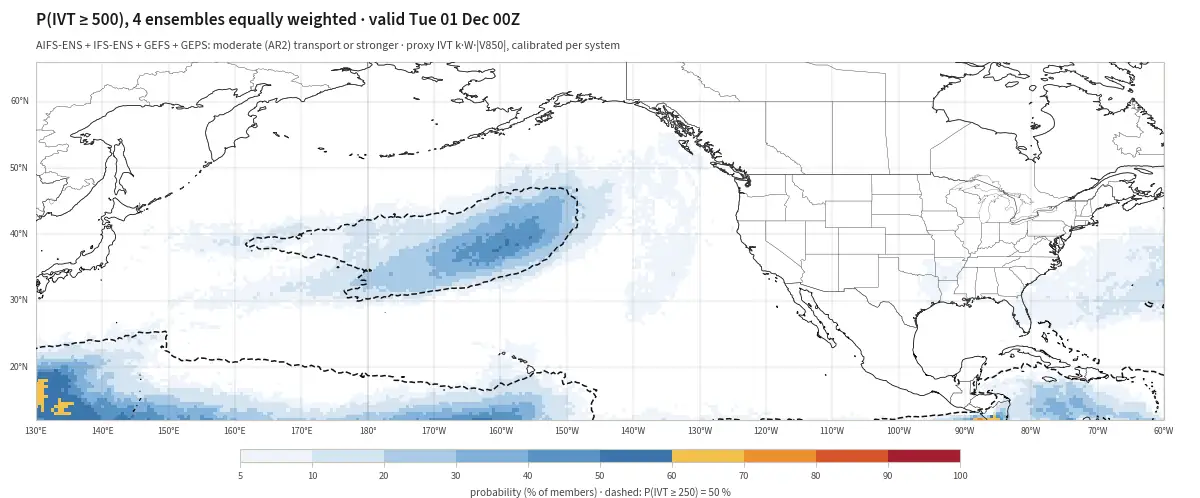 P(IVT ≥ 500), 4 ensembles equally weighted · valid Tue 01 Dec 00Z
AIFS-ENS + IFS-ENS + GEFS + GEPS: moderate (AR2) transport or stronger · proxy IVT k·W·|V850|, calibrated per system
60°N
50°N
40°N
30°N
20°N
130°E 140°E 150°E 160°E 180° 170°W 160°W 150°W 140°W 130°W 120°W 110°W 100°W 90°W 80°W 70°W 60°W
5 10 20 30 40 50 60 70 80 90 100
probability (% of members) · dashed: P(IVT ≥ 250) = 50 %